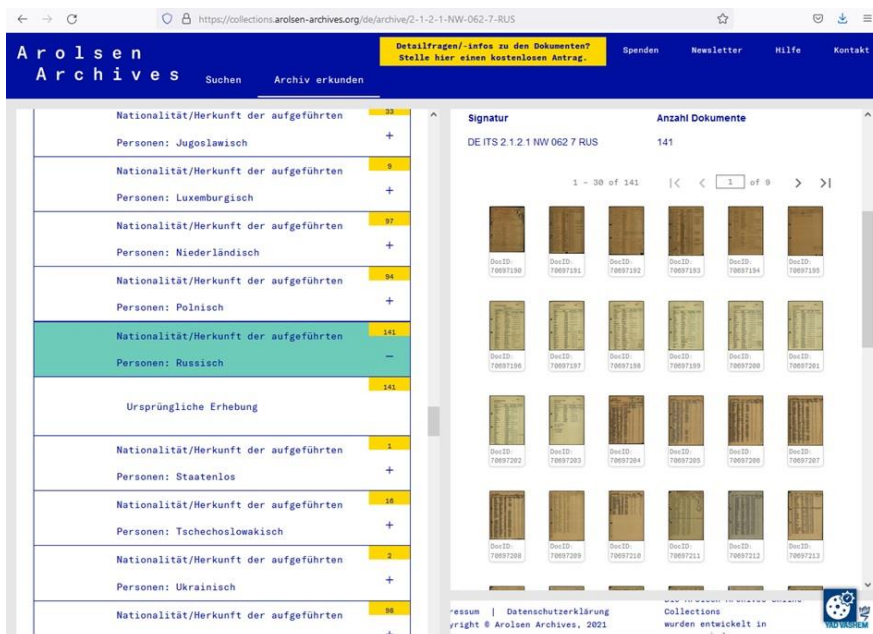 https://collections.arolsen-archives.org/de/archive/2-1-2-1-NW-062-7-RUS
Arolsen
Archives
Suchen
Archiv erkunden
Detailfragen/-infos zu den Dokumenten?
Stelle hier einen kostenlosen Antrag.
Spenden
Newsletter
Hilfe
Kontakt
33
Nationalität/Herkunft der aufgeführten
Personen: Jugoslawisch
+
9
Nationalität/Herkunft der aufgeführten
Personen: Luxemburgisch
+
97
Nationalität/Herkunft der aufgeführten
Personen: Niederländisch
+
94
Nationalität/Herkunft der aufgeführten
Personen: Polnisch
+
141
Nationalität/Herkunft der aufgeführten
Personen: Russisch
−
141
Ursprüngliche Erhebung
1
Nationalität/Herkunft der aufgeführten
Personen: Staatenlos
+
16
Nationalität/Herkunft der aufgeführten
Personen: Tschechoslowakisch
+
2
Nationalität/Herkunft der aufgeführten
Personen: Ukrainisch
+
98
Nationalität/Herkunft der aufgeführten
Signatur
Anzahl Dokumente
DE ITS 2.1.2.1 NW 062 7 RUS
141
1 - 30 of 141
1 of 9
DocID: 70697190
DocID: 70697191
DocID: 70697192
DocID: 70697193
DocID: 70697194
DocID: 70697195
DocID: 70697196
DocID: 70697197
DocID: 70697198
DocID: 70697199
DocID: 70697200
DocID: 70697201
DocID: 70697202
DocID: 70697203
DocID: 70697204
DocID: 70697205
DocID: 70697206
DocID: 70697207
DocID: 70697208
DocID: 70697209
DocID: 70697210
DocID: 70697211
DocID: 70697212
DocID: 70697213
ressum | Datenschutzerklärung
yright © Arolsen Archives, 2021
Collections
wurden entwickelt in
YAD VASHEM